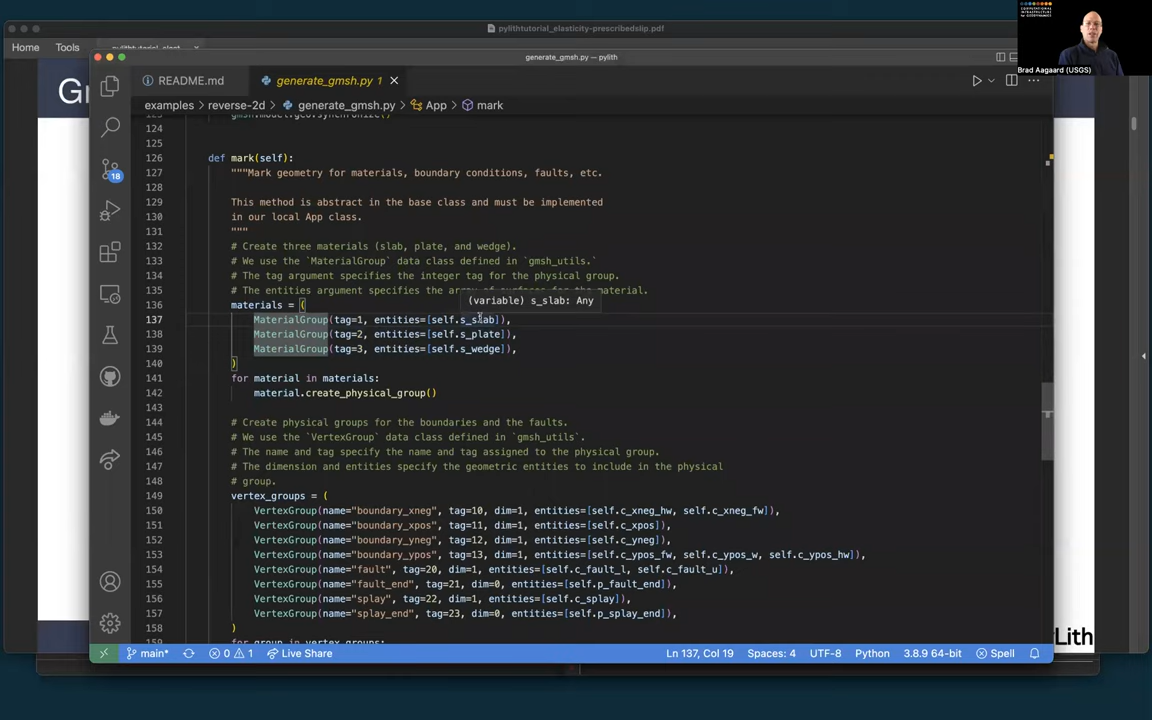 pylithtutorial_elasticity-prescribedslip.pdf
COMPUTATIONAL
INFRASTRUCTURE
for GEODYNAMICS
Brad Aagaard (USGS)
Home Tools
generate_gmsh.py — pylith
README.md generate_gmsh.py 1
examples > reverse-2d > generate_gmsh.py > App > mark
124
125
126 def mark(self):
127 """Mark geometry for materials, boundary conditions, faults, etc.
128
129 This method is abstract in the base class and must be implemented
130 in our local App class.
131 """
132 # Create three materials (slab, plate, and wedge).
133 # We use the `MaterialGroup` data class defined in `gmsh_utils.`
134 # The tag argument specifies the integer tag for the physical group.
135 # The entities argument specifies the array of surfaces for the material.
(variable) s_slab: Any
136 materials = (
137 MaterialGroup(tag=1, entities=[self.s_slab]),
138 MaterialGroup(tag=2, entities=[self.s_plate]),
139 MaterialGroup(tag=3, entities=[self.s_wedge]),
140 )
141 for material in materials:
142 material.create_physical_group()
143
144 # Create physical groups for the boundaries and the faults.
145 # We use the `VertexGroup` data class defined in `gmsh_utils`.
146 # The name and tag specify the name and tag assigned to the physical group.
147 # The dimension and entities specify the geometric entities to include in the physical
148 # group.
149 vertex_groups = (
150 VertexGroup(name="boundary_xneg", tag=10, dim=1, entities=[self.c_xneg_hw, self.c_xneg_fw]),
151 VertexGroup(name="boundary_xpos", tag=11, dim=1, entities=[self.c_xpos]),
152 VertexGroup(name="boundary_yneg", tag=12, dim=1, entities=[self.c_yneg]),
153 VertexGroup(name="boundary_ypos", tag=13, dim=1, entities=[self.c_ypos_fw, self.c_ypos_w, self.c_ypos_hw]),
154 VertexGroup(name="fault", tag=20, dim=1, entities=[self.c_fault_l, self.c_fault_u]),
155 VertexGroup(name="fault_end", tag=21, dim=0, entities=[self.p_fault_end]),
156 VertexGroup(name="splay", tag=22, dim=1, entities=[self.c_splay]),
157 VertexGroup(name="splay_end", tag=23, dim=0, entities=[self.p_splay_end]),
158 )
18
main* 0 1 Live Share Ln 137, Col 19 Spaces: 4 UTF-8 Python 3.8.9 64-bit Spell